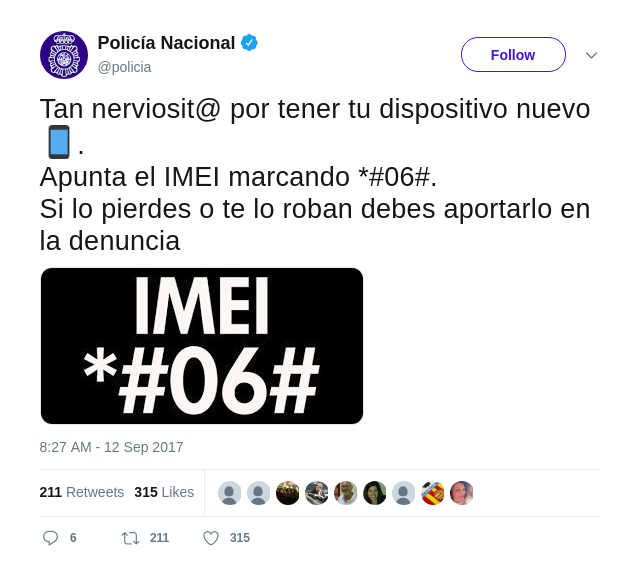 Policía Nacional
@policia
Follow
Tan nerviosit@ por tener tu dispositivo nuevo
📱.
Apunta el IMEI marcando *#06#.
Si lo pierdes o te lo roban debes aportarlo en
la denuncia
IMEI
*#06#
8:27 AM - 12 Sep 2017
211 Retweets 315 Likes
6 211 315